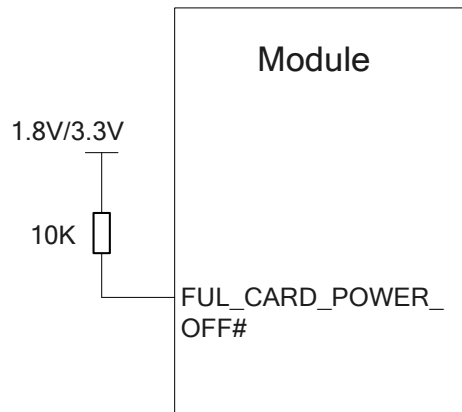 Module
1.8V/3.3V
10K
FUL_CARD_POWER_
OFF#